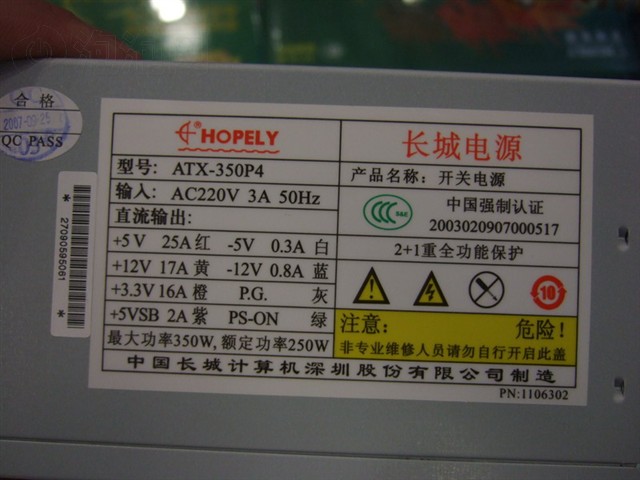 合格
2007-09-25
QC PASS
*27090595061*
HOPELY
型号: ATX-350P4
输入: AC220V 3A 50Hz
直流输出:
+5V 25A 红 -5V 0.3A 白
+12V 17A 黄 -12V 0.8A 蓝
+3.3V 16A 橙 P.G. 灰
+5VSB 2A 紫 PS-ON 绿
最大功率350W, 额定功率250W
长城电源
产品名称: 开关电源
中国强制认证
S&E
2003020907000517
2+1重全功能保护
10
注意: 危险!
非专业维修人员请勿自行开启此盖
中国长城计算机深圳股份有限公司制造
PN:1106302